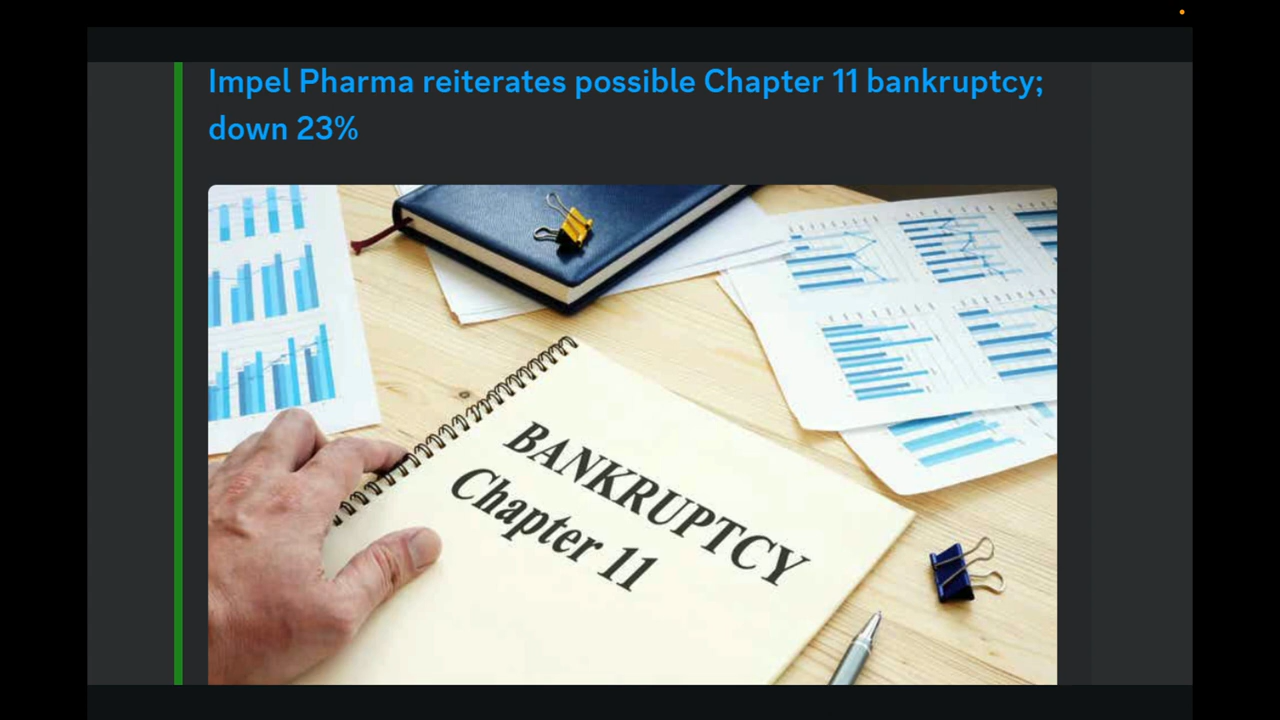 Impel Pharma reiterates possible Chapter 11 bankruptcy;
down 23%
BANKRUPTCY
Chapter 11